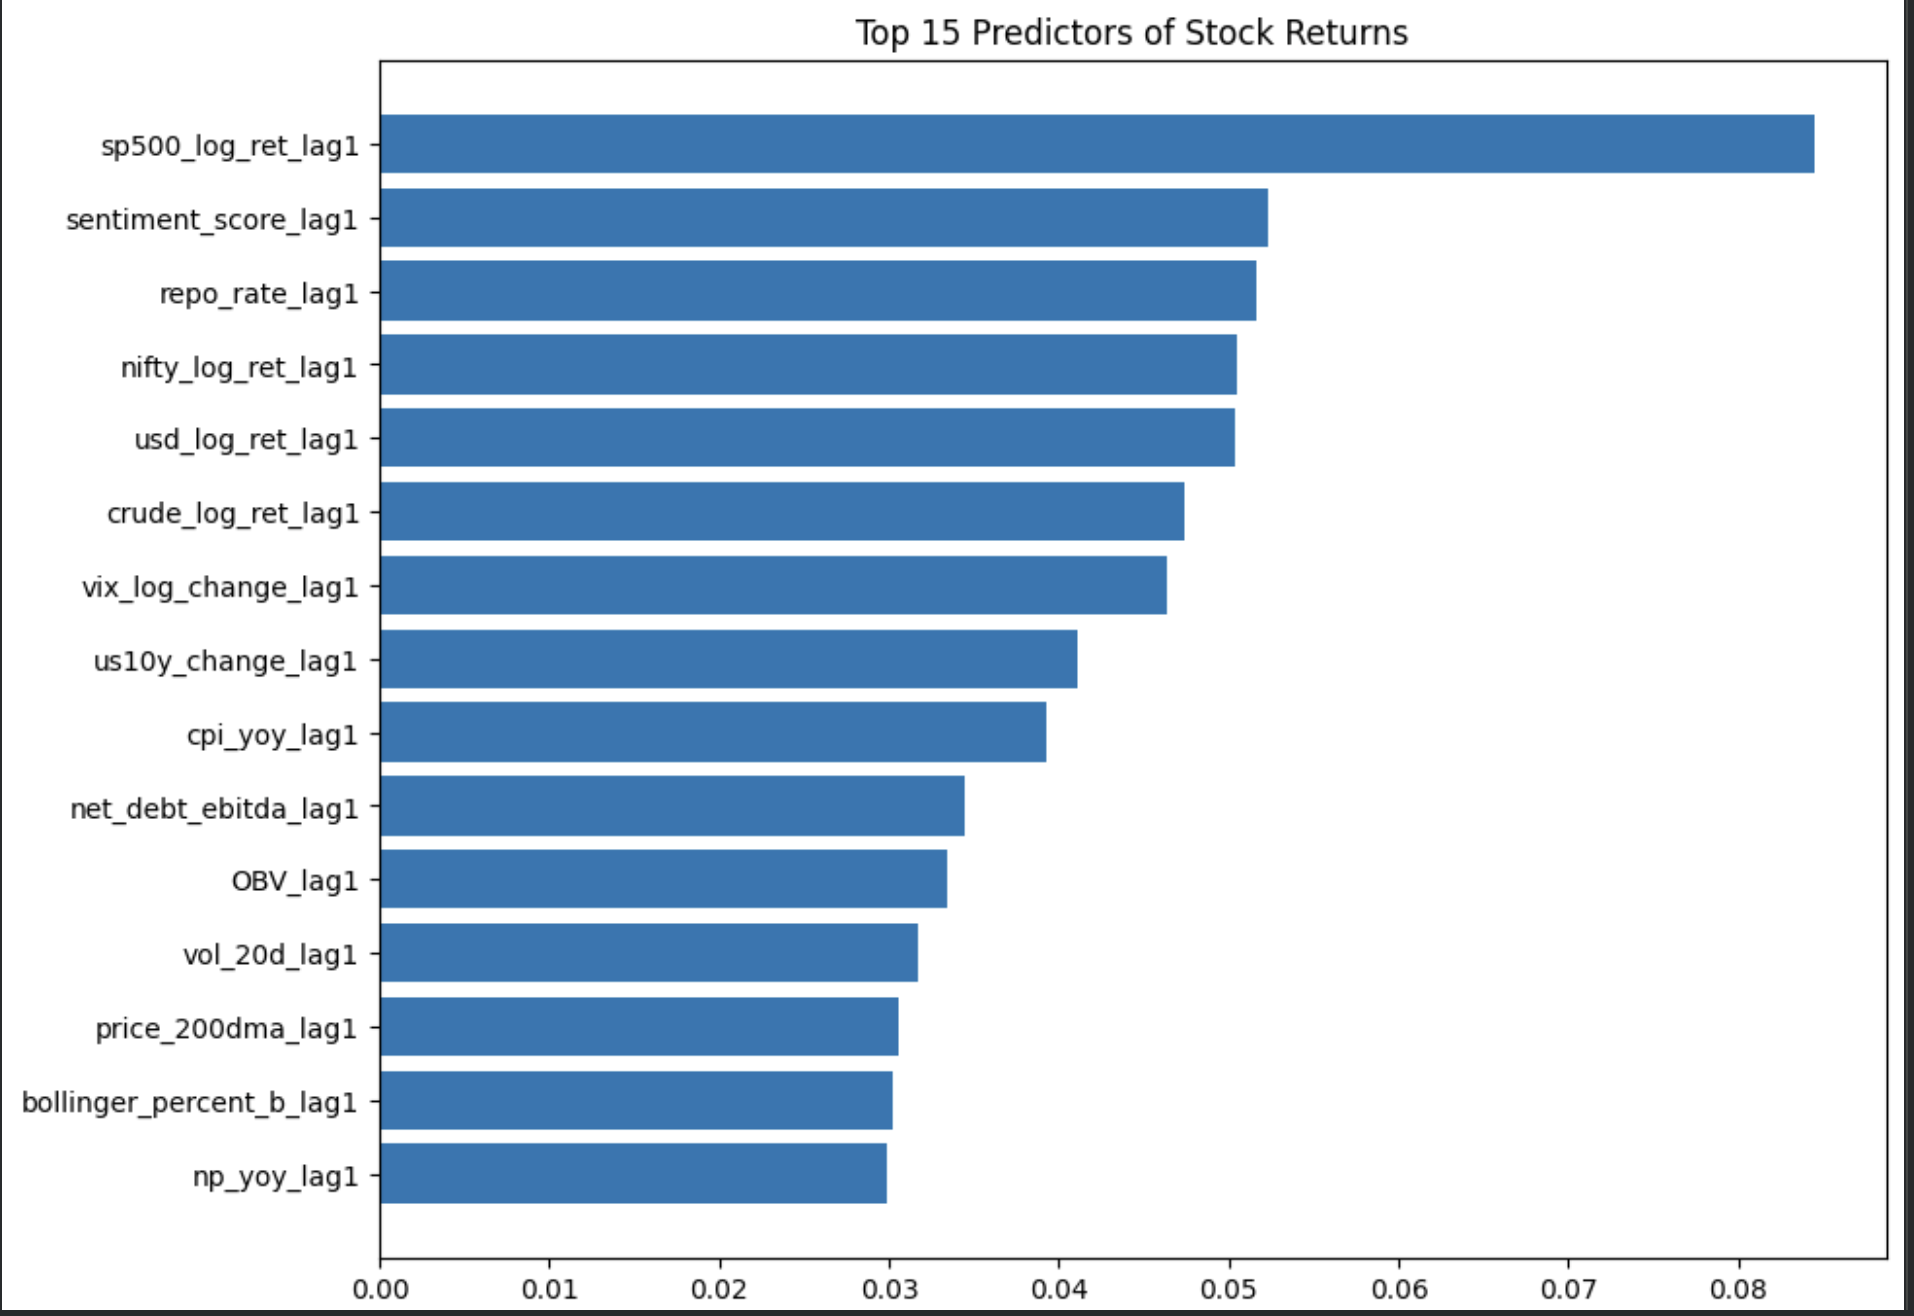 Top 15 Predictors of Stock Returns
sp500_log_ret_lag1
sentiment_score_lag1
repo_rate_lag1
nifty_log_ret_lag1
usd_log_ret_lag1
crude_log_ret_lag1
vix_log_change_lag1
us10y_change_lag1
cpi_yoy_lag1
net_debt_ebitda_lag1
OBV_lag1
vol_20d_lag1
price_200dma_lag1
bollinger_percent_b_lag1
np_yoy_lag1
0.00 0.01 0.02 0.03 0.04 0.05 0.06 0.07 0.08